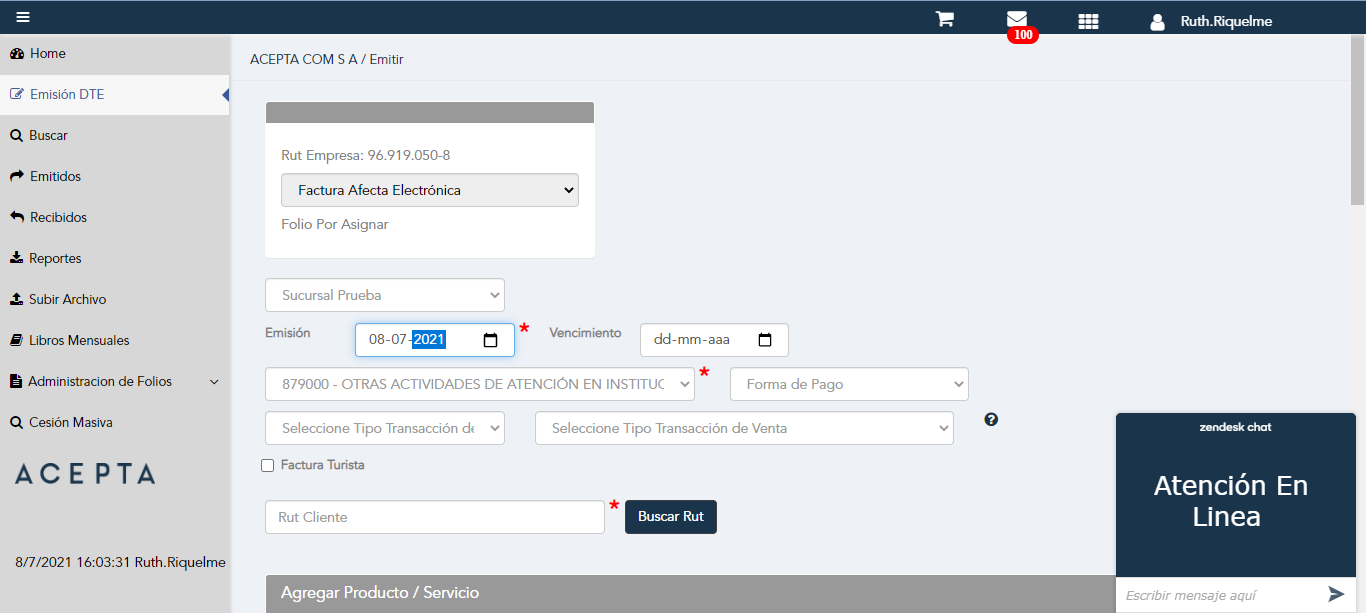 Ruth.Riquelme
100
Home
Emisión DTE
Buscar
Emitidos
Recibidos
Reportes
Subir Archivo
Libros Mensuales
Administracion de Folios
Cesión Masiva
ACEPTA
8/7/2021 16:03:31 Ruth.Riquelme
ACEPTA COM S A / Emitir
Rut Empresa: 96.919.050-8
Factura Afecta Electrónica
Folio Por Asignar
Sucursal Prueba
Emisión 08-07-2021 * Vencimiento dd-mm-aaa
879000 - OTRAS ACTIVIDADES DE ATENCIÓN EN INSTITUC * Forma de Pago
Seleccione Tipo Transacción de Seleccione Tipo Transacción de Venta ?
Factura Turista
Rut Cliente * Buscar Rut
Agregar Producto / Servicio
zendesk chat
Atención En
Linea
Escribir mensaje aquí